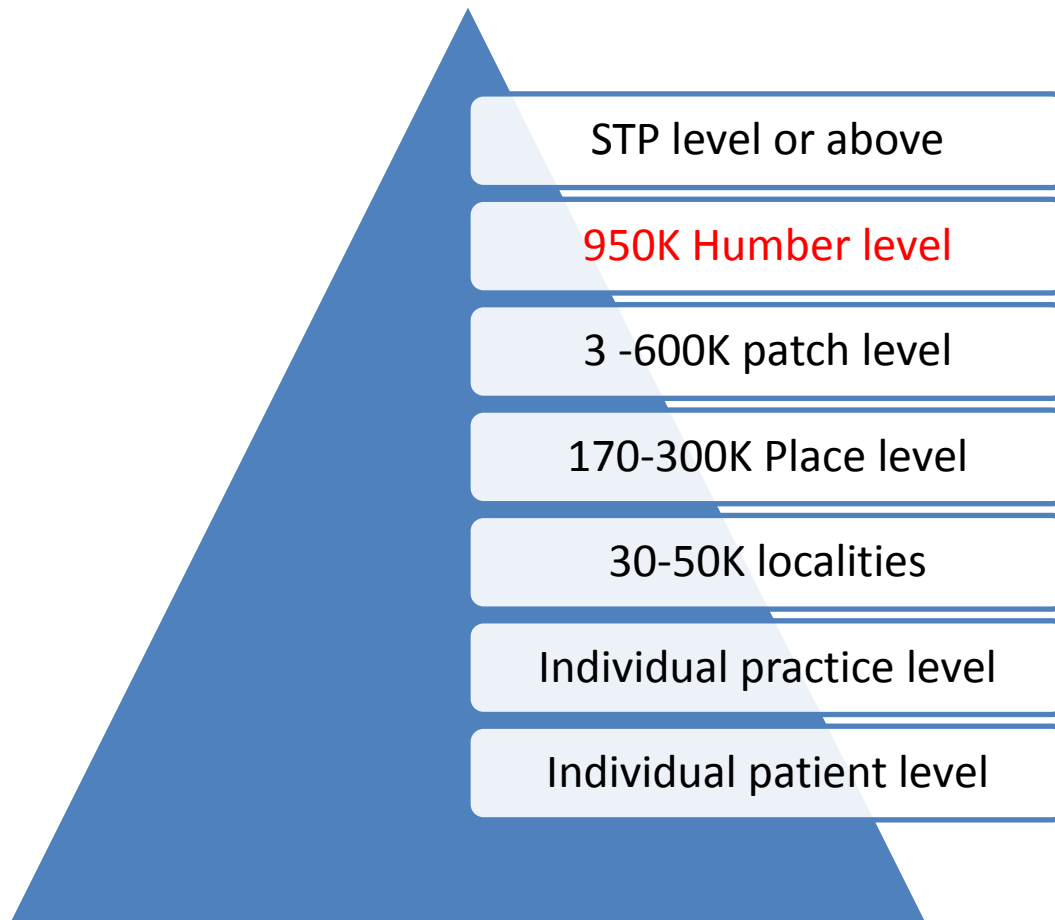 STP level or above
950K Humber level
3 -600K patch level
170-300K Place level
30-50K localities
Individual practice level
Individual patient level